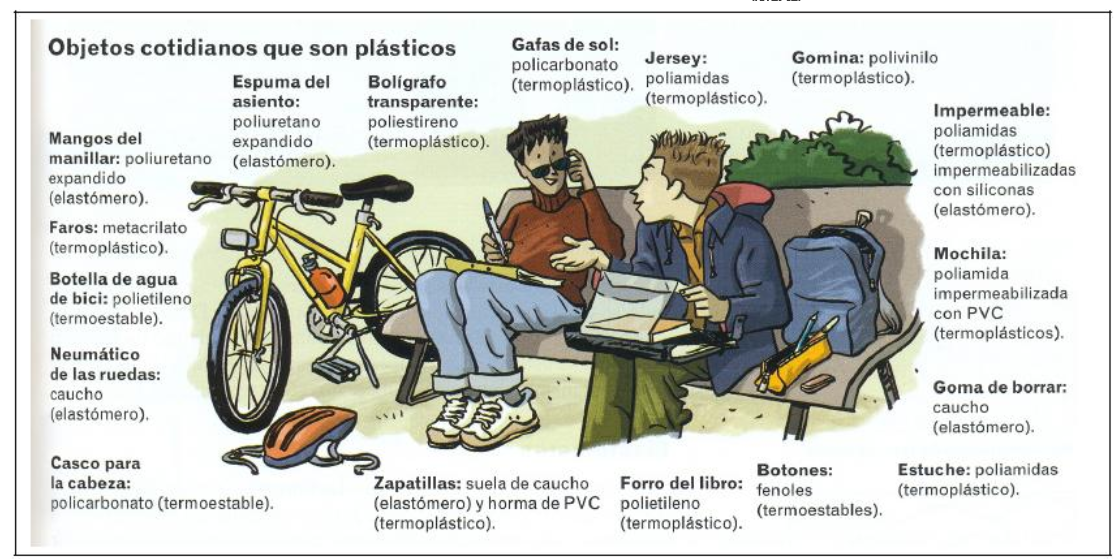 Objetos cotidianos que son plásticos
Espuma del
asiento:
poliuretano
expandido
(elastómero).
Bolígrafo
transparente:
poliestireno
(termoplástico).
Gafas de sol:
policarbonato
(termoplástico).
Jersey:
poliamidas
(termoplástico).
Gomina: polivinilo
(termoplástico).
Mangos del
manillar: poliuretano
expandido
(elastómero).
Faros: metacrilato
(termoplástico).
Botella de agua
de bici: polietileno
(termoestable).
Neumático
de las ruedas:
caucho
(elastómero).
Casco para
la cabeza:
policarbonato (termoestable).
Impermeable:
poliamidas
(termoplástico)
impermeabilizadas
con siliconas
(elastómero).
Mochila:
poliamida
impermeabilizada
con PVC
(termoplásticos).
Goma de borrar:
caucho
(elastómero).
Zapatillas: suela de caucho
(elastómero) y horma de PVC
(termoplástico).
Forro del libro:
polietileno
(termoplástico).
Botones:
fenoles
(termoestables).
Estuche: poliamidas
(termoplástico).